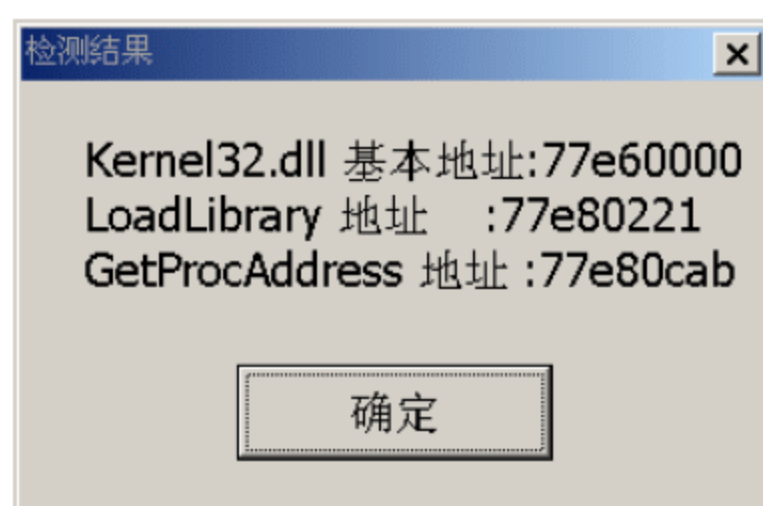 检测结果
Kernel32.dll 基本地址:77e60000
LoadLibrary 地址 :77e80221
GetProcAddress 地址 :77e80cab
确定